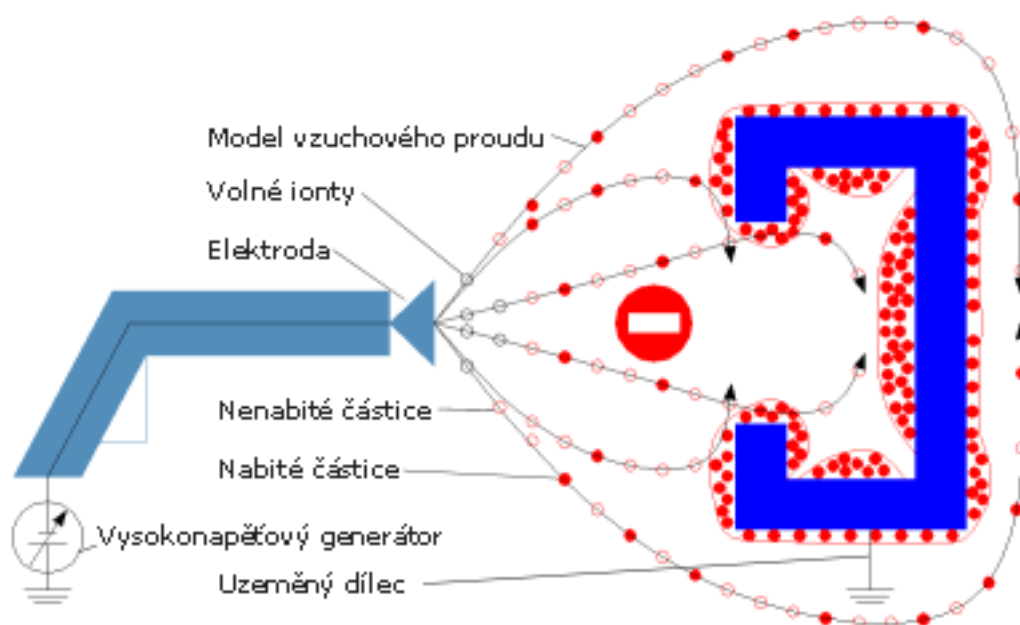 Model vzuchového proudu
Volné ionty
Elektroda
Nenabité částice
Nabité částice
Vysokonapěťový generátor
Uzeměný dílec